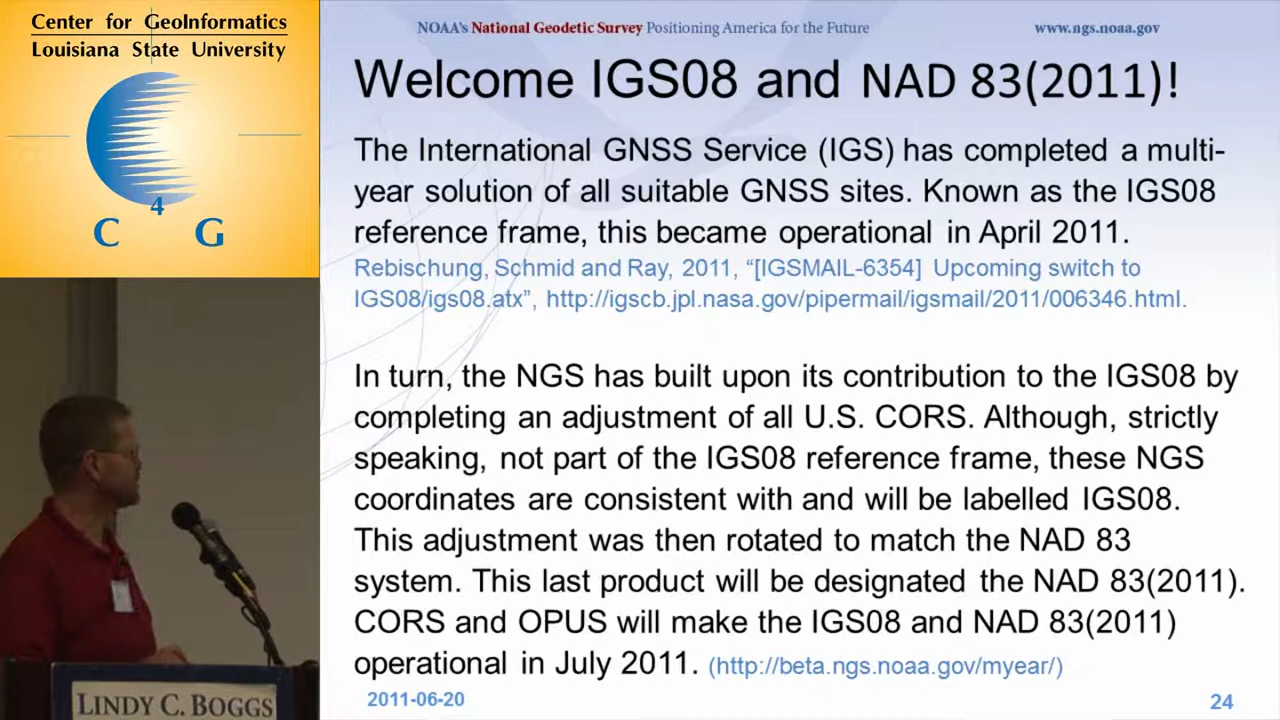 Center for GeoInformatics
Louisiana State University
C 4 G
NOAA's National Geodetic Survey Positioning America for the Future
www.ngs.noaa.gov
Welcome IGS08 and NAD 83(2011)!
The International GNSS Service (IGS) has completed a multi-
year solution of all suitable GNSS sites. Known as the IGS08
reference frame, this became operational in April 2011.
Rebischung, Schmid and Ray, 2011, “[IGSMAIL-6354] Upcoming switch to
IGS08/igs08.atx”, http://igscb.jpl.nasa.gov/pipermail/igsmail/2011/006346.html.
In turn, the NGS has built upon its contribution to the IGS08 by
completing an adjustment of all U.S. CORS. Although, strictly
speaking, not part of the IGS08 reference frame, these NGS
coordinates are consistent with and will be labelled IGS08.
This adjustment was then rotated to match the NAD 83
system. This last product will be designated the NAD 83(2011).
CORS and OPUS will make the IGS08 and NAD 83(2011)
operational in July 2011. (http://beta.ngs.noaa.gov/myear/)
2011-06-20
24
LINDY C. BOGGS